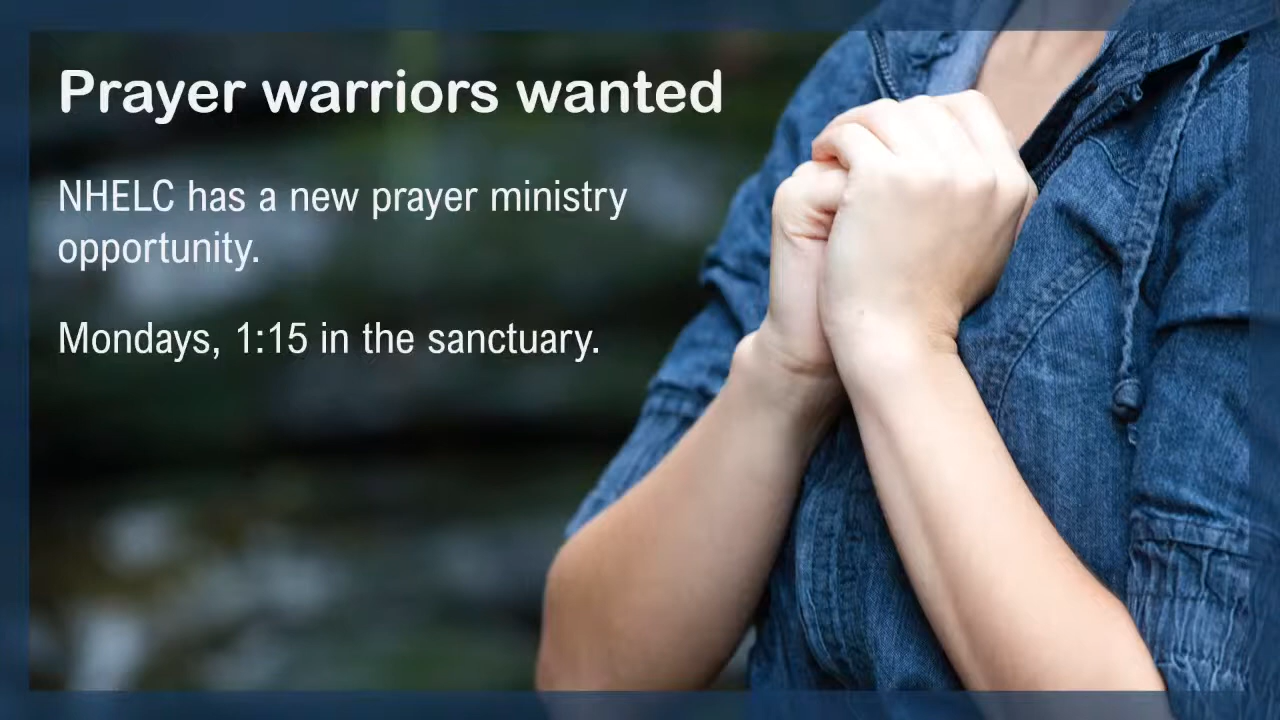 Prayer warriors wanted
NHELC has a new prayer ministry
opportunity.
Mondays, 1:15 in the sanctuary.